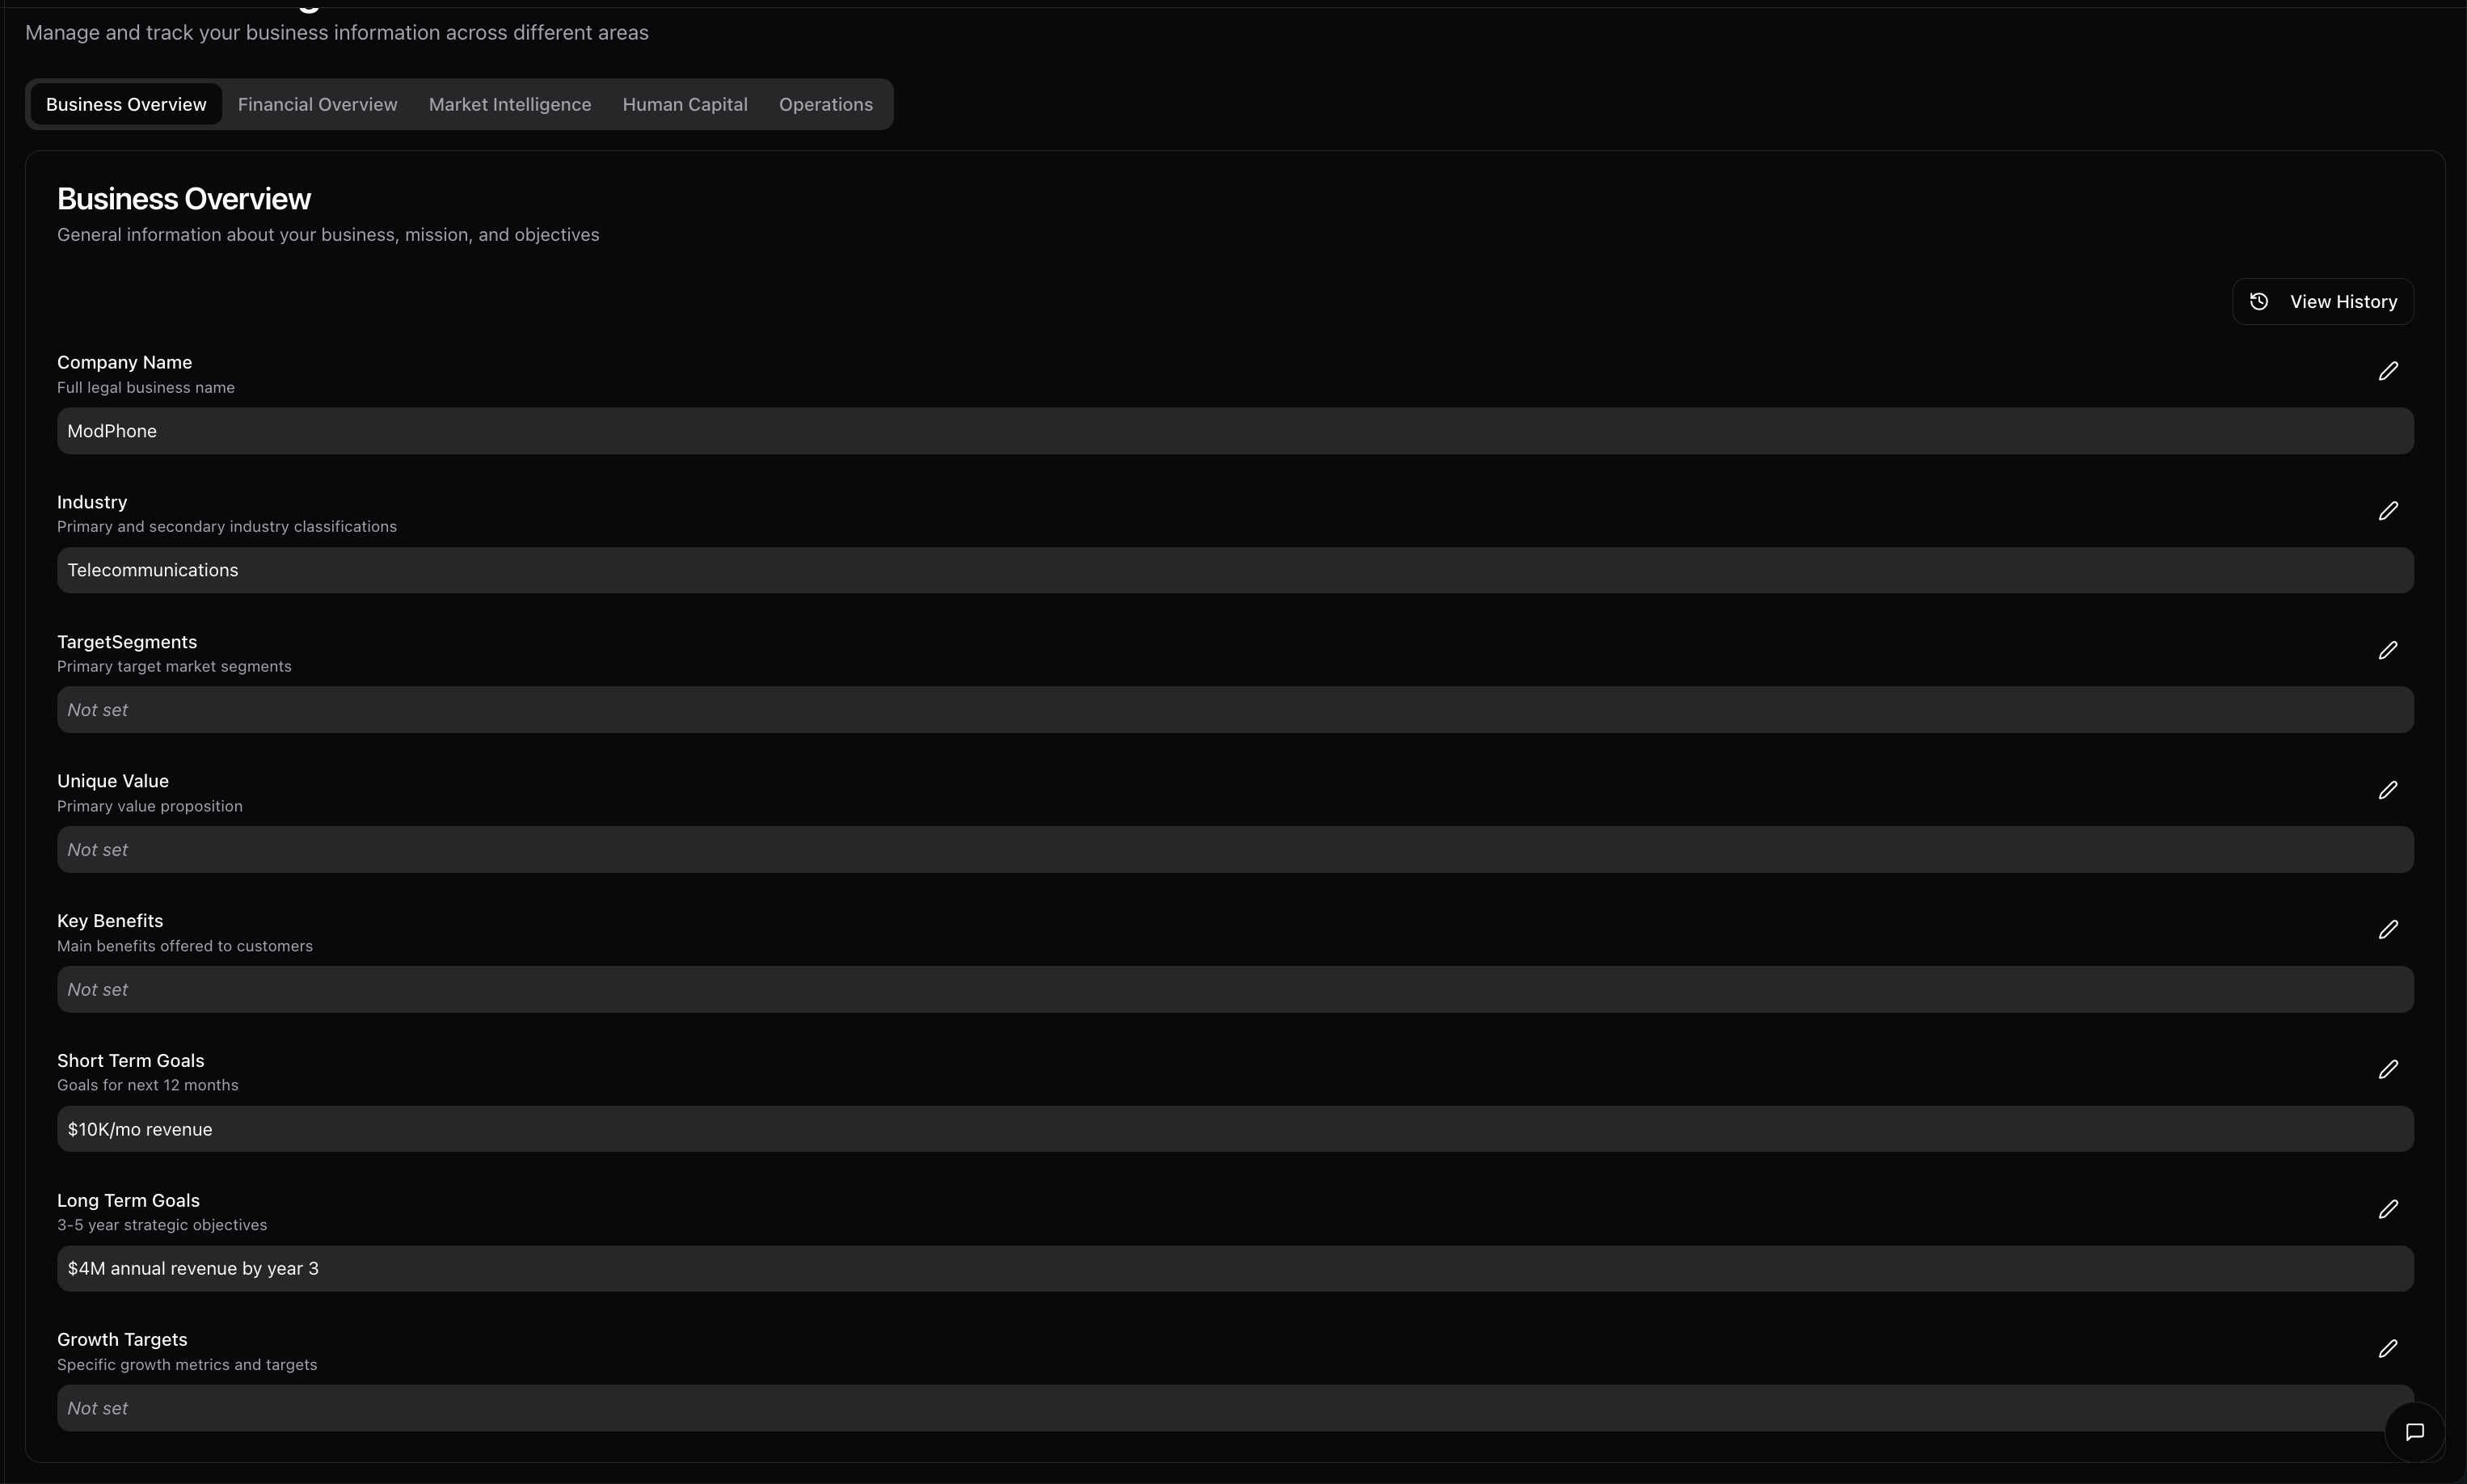 Manage and track your business information across different areas
Business Overview
Financial Overview
Market Intelligence
Human Capital
Operations
Business Overview
General information about your business, mission, and objectives
View History
Company Name
Full legal business name
ModPhone
Industry
Primary and secondary industry classifications
Telecommunications
TargetSegments
Primary target market segments
Not set
Unique Value
Primary value proposition
Not set
Key Benefits
Main benefits offered to customers
Not set
Short Term Goals
Goals for next 12 months
$10K/mo revenue
Long Term Goals
3-5 year strategic objectives
$4M annual revenue by year 3
Growth Targets
Specific growth metrics and targets
Not set